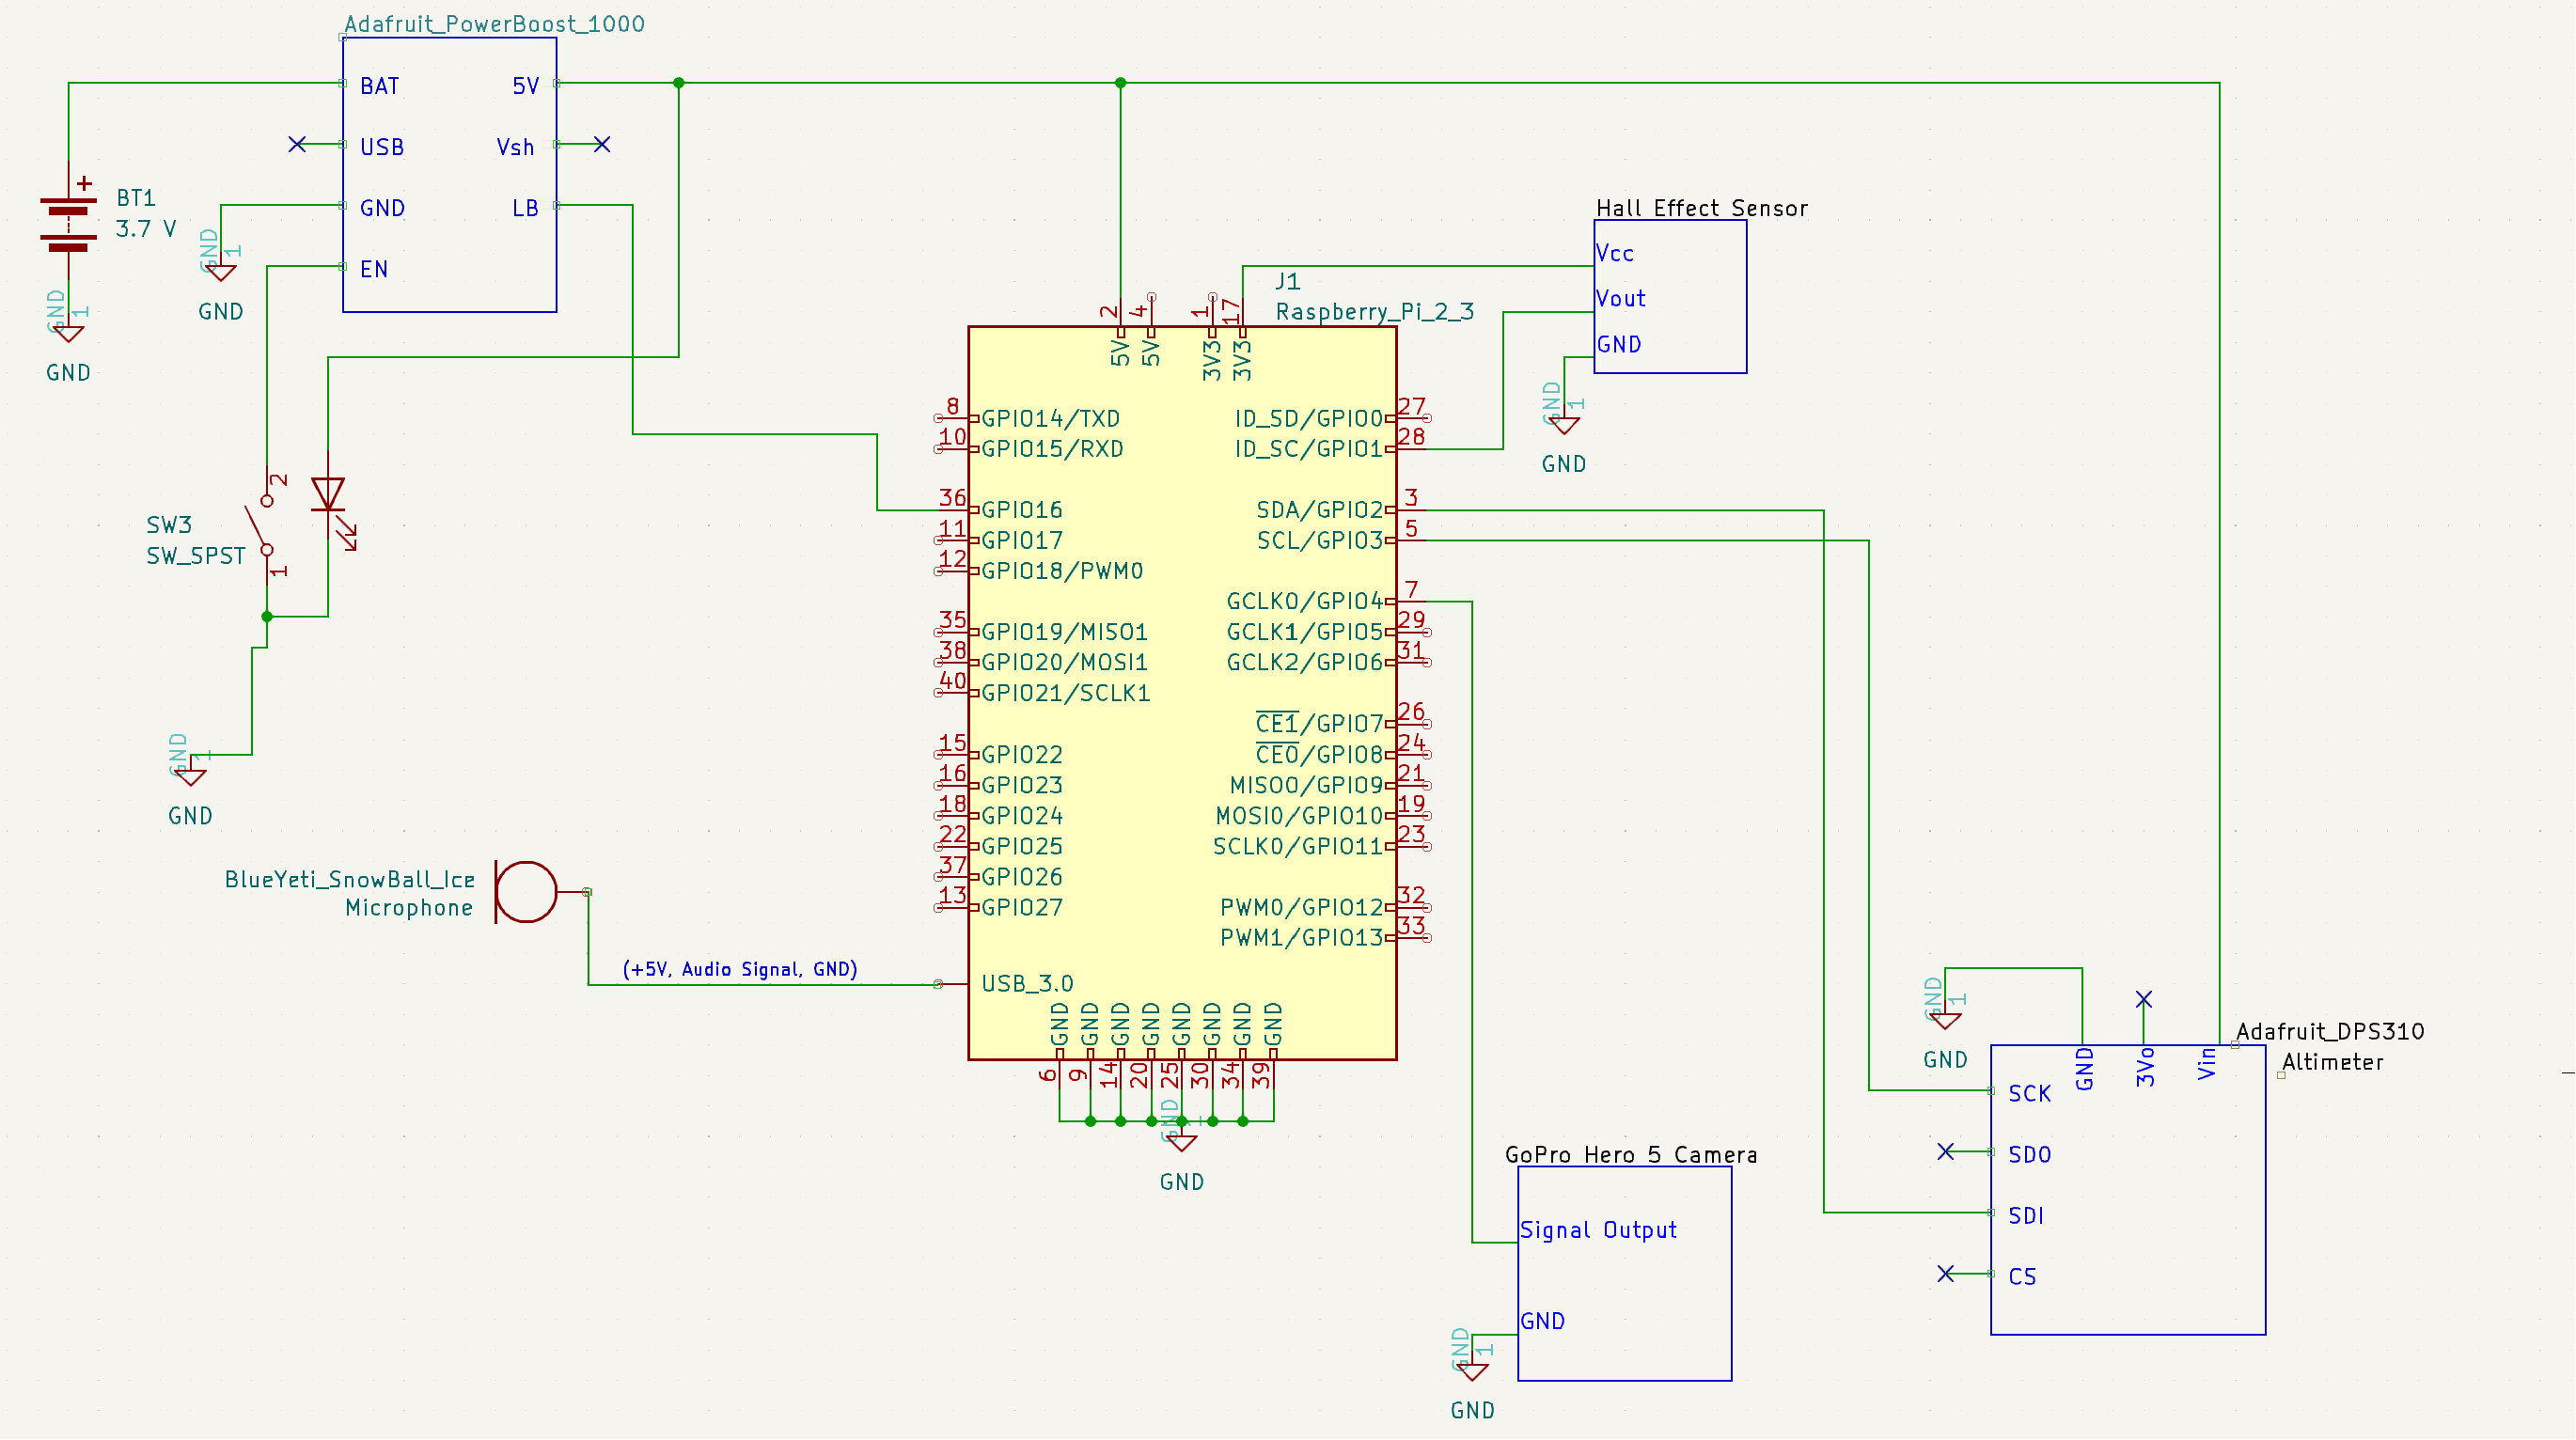 Adafruit_PowerBoost_1000
BAT
5V
USB
Vsh
GND
LB
EN
+
BT1
3.7 V
GND
1
GND
GND
1
GND
SW3
SW_SPST
2
1
GND
1
GND
BlueYeti_SnowBall_Ice
Microphone
(+5V, Audio Signal, GND)
J1
Raspberry_Pi_2_3
2
4
1
17
5V
5V
3V3
3V3
8
GPIO14/TXD
10
GPIO15/RXD
36
GPIO16
11
GPIO17
12
GPIO18/PWM0
35
GPIO19/MISO1
38
GPIO20/MOSI1
40
GPIO21/SCLK1
15
GPIO22
16
GPIO23
18
GPIO24
22
GPIO25
37
GPIO26
13
GPIO27
USB_3.0
ID_SD/GPIO0
27
ID_SC/GPIO1
28
SDA/GPIO2
3
SCL/GPIO3
5
GCLK0/GPIO4
7
GCLK1/GPIO5
29
GCLK2/GPIO6
31
CE1/GPIO7
26
CE0/GPIO8
24
MISO0/GPIO9
21
MOSI0/GPIO10
19
SCLK0/GPIO11
23
PWM0/GPIO12
32
PWM1/GPIO13
33
GND
GND
GND
GND
GND
GND
GND
GND
6
9
14
20
25
30
34
39
GND
1
GND
Hall Effect Sensor
Vcc
Vout
GND
GND
1
GND
GoPro Hero 5 Camera
Signal Output
GND
GND
1
GND
GND
1
GND
Adafruit_DPS310
Altimeter
GND
3Vo
Vin
SCK
SDO
SDI
CS